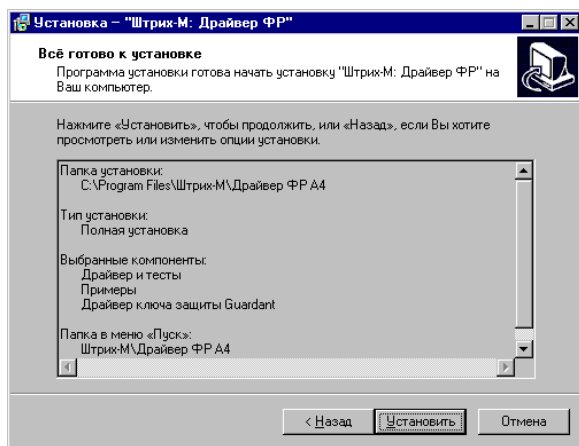 Установка – "Штрих-М: Драйвер ФР"
Всё готово к установке
Программа установки готова начать установку "Штрих-М: Драйвер ФР" на
Ваш компьютер.
Нажмите «Установить», чтобы продолжить, или «Назад», если Вы хотите
просмотреть или изменить опции установки.
Папка установки:
C:\Program Files\Штрих-М\Драйвер ФР А4
Тип установки:
Полная установка
Выбранные компоненты:
Драйвер и тесты
Примеры
Драйвер ключа защиты Guardant
Папка в меню «Пуск»:
Штрих-М\Драйвер ФР А4
< Назад
Установить
Отмена